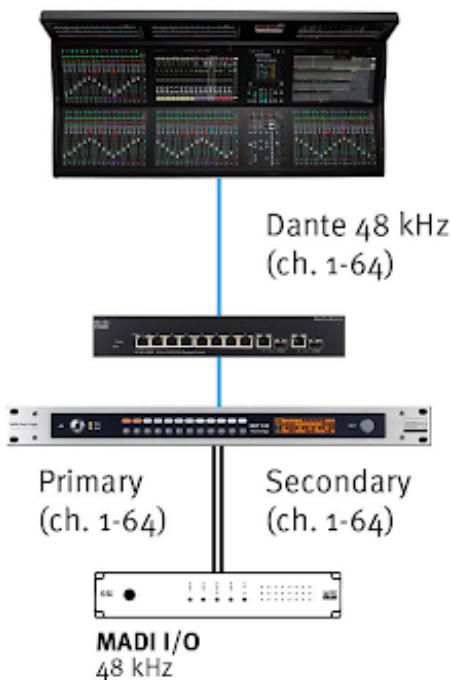 Dante 48 kHz
(ch. 1-64)
Primary
(ch. 1-64)
Secondary
(ch. 1-64)
MADI I/O
48 kHz